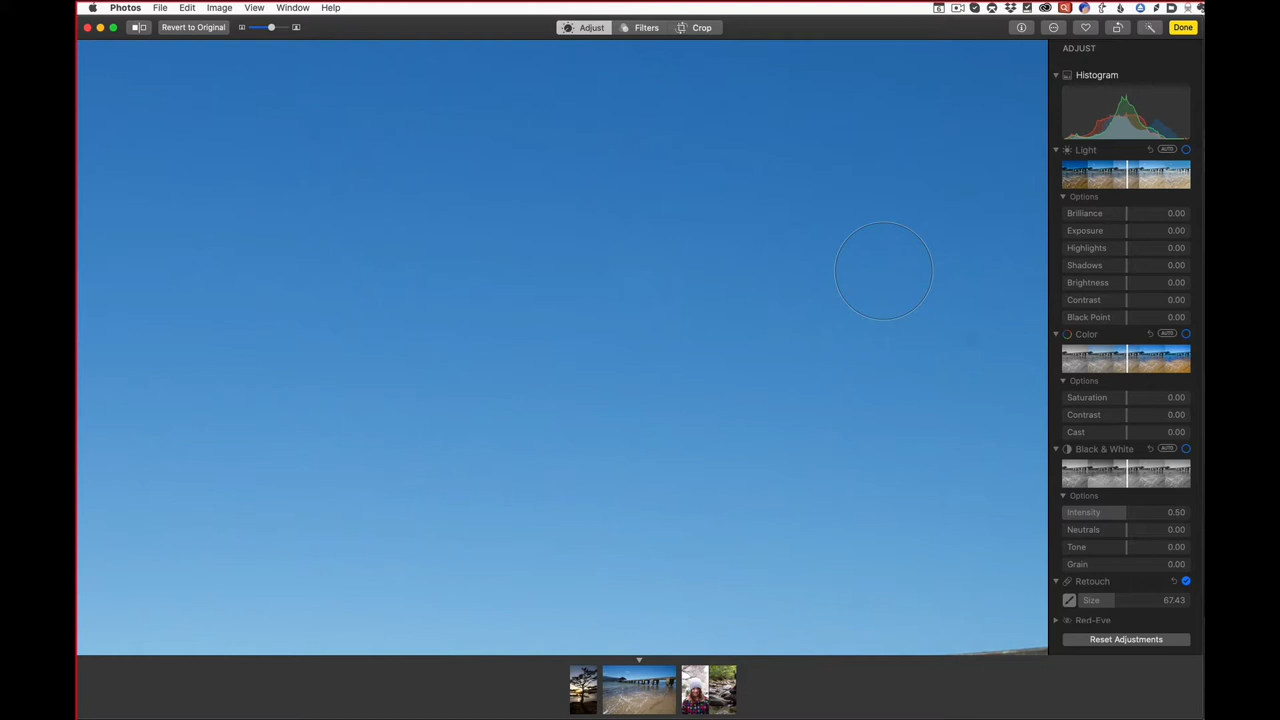 Photos File Edit Image View Window Help
Revert to Original Adjust Filters Crop Done
ADJUST
Histogram
Light AUTO
Options
Brilliance 0.00
Exposure 0.00
Highlights 0.00
Shadows 0.00
Brightness 0.00
Contrast 0.00
Black Point 0.00
Color AUTO
Options
Saturation 0.00
Contrast 0.00
Cast 0.00
Black & White AUTO
Options
Intensity 0.50
Neutrals 0.00
Tone 0.00
Grain 0.00
Retouch
Size 67.43
Red-Eye
Reset Adjustments